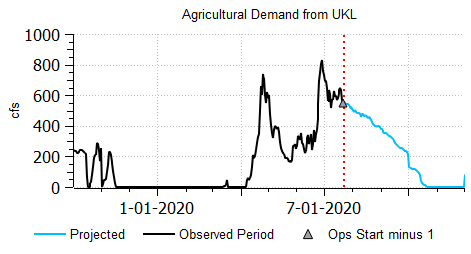 Agricultural Demand from UKL
1000
800
600
400
200
0
cfs
1-01-2020
7-01-2020
Projected
Observed Period
Ops Start minus 1